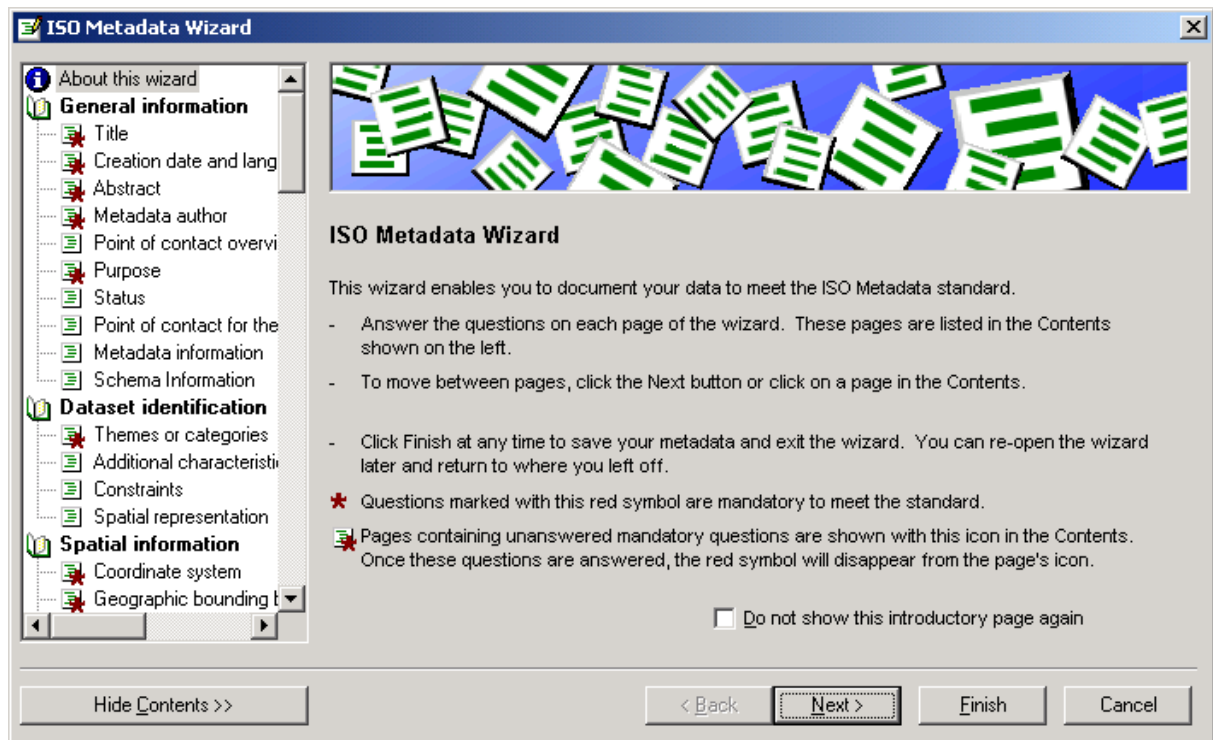 ISO Metadata Wizard
About this wizard
General information
Title
Creation date and lang
Abstract
Metadata author
Point of contact overvi
Purpose
Status
Point of contact for the
Metadata information
Schema Information
Dataset identification
Themes or categories
Additional characteristi
Constraints
Spatial representation
Spatial information
Coordinate system
Geographic bounding b
ISO Metadata Wizard
This wizard enables you to document your data to meet the ISO Metadata standard.
- Answer the questions on each page of the wizard. These pages are listed in the Contents
shown on the left.
- To move between pages, click the Next button or click on a page in the Contents.
- Click Finish at any time to save your metadata and exit the wizard. You can re-open the wizard
later and return to where you left off.
Questions marked with this red symbol are mandatory to meet the standard.
Pages containing unanswered mandatory questions are shown with this icon in the Contents.
Once these questions are answered, the red symbol will disappear from the page's icon.
Do not show this introductory page again
Hide Contents >>
< Back
Next >
Finish
Cancel